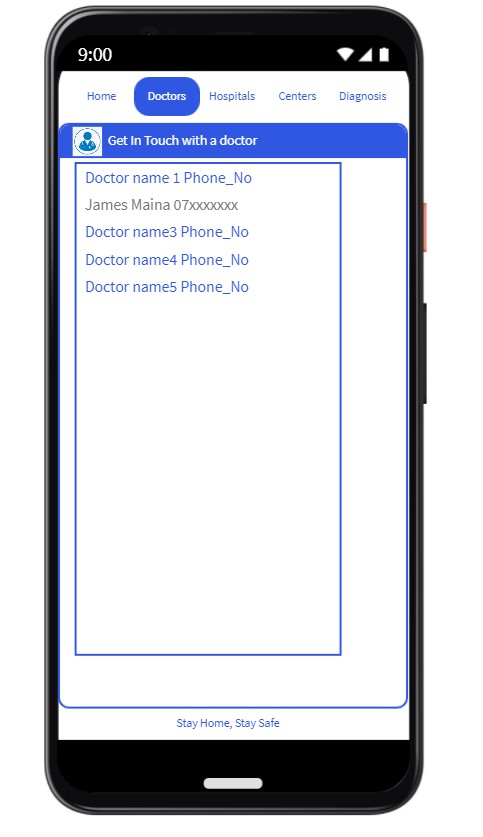 9:00
Home Doctors Hospitals Centers Diagnosis
Get In Touch with a doctor
Doctor name 1 Phone_No
James Maina 07xxxxxxx
Doctor name3 Phone_No
Doctor name4 Phone_No
Doctor name5 Phone_No
Stay Home, Stay Safe